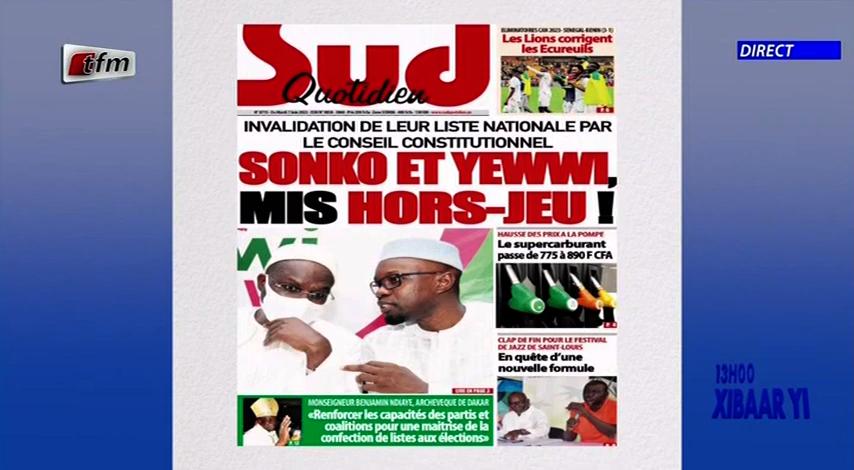 tfm
DIRECT
Sud
Quotidien
ELIMINATOIRES CAN 2023 - SENEGAL-BENIN (3-1)
Les Lions corrigent
les Ecureuils
P. 6
INVALIDATION DE LEUR LISTE NATIONALE PAR
LE CONSEIL CONSTITUTIONNEL
SONKO ET YEWWI,
MIS HORS-JEU !
HAUSSE DES PRIX A LA POMPE
Le supercarburant
passe de 775 à 890 F CFA
CLAP DE FIN POUR LE FESTIVAL
DE JAZZ DE SAINT-LOUIS
En quête d'une
nouvelle formule
MONSEIGNEUR BENJAMIN NDIAYE, ARCHEVEQUE DE DAKAR
«Renforcer les capacités des partis et
coalitions pour une maitrise de la
confection de listes aux élections»
13H00
XIBAAR YI